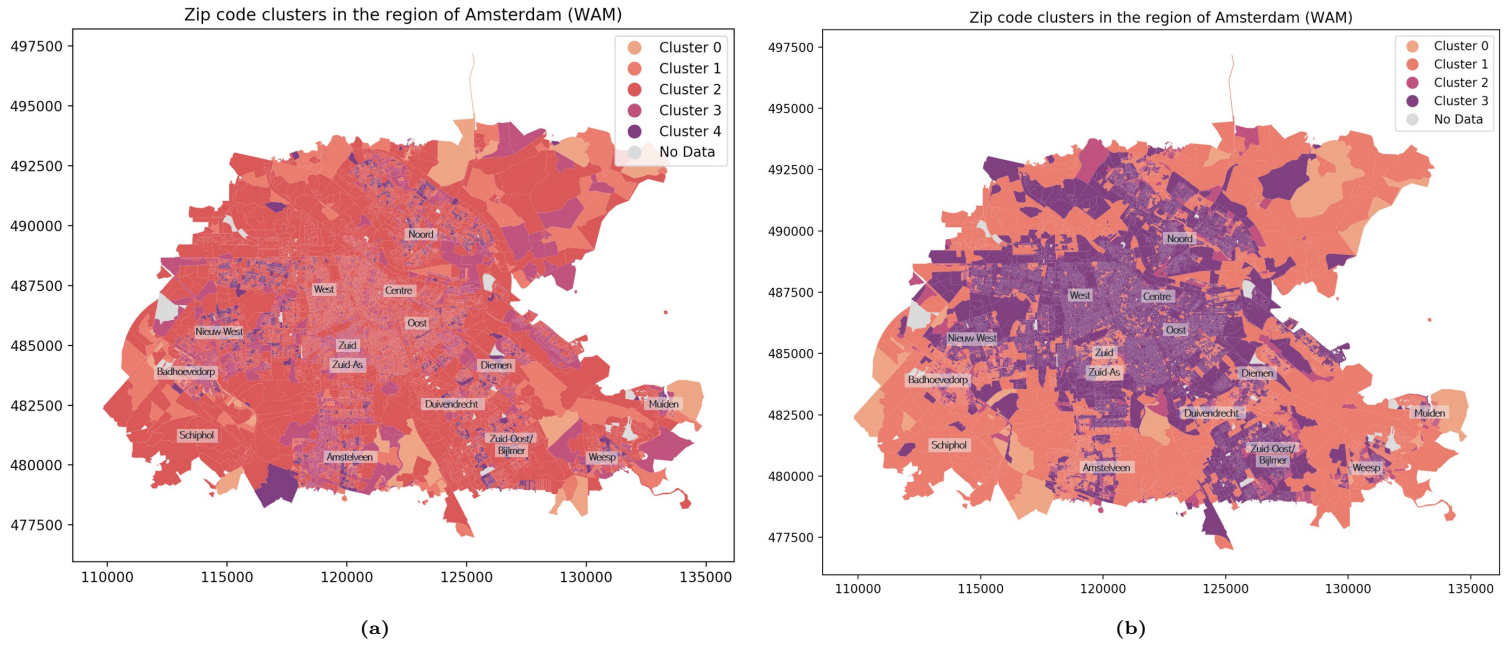 Zip code clusters in the region of Amsterdam (WAM)
497500
495000
492500
490000
487500
485000
482500
480000
477500
110000
115000
120000
125000
130000
135000
Cluster 0
Cluster 1
Cluster 2
Cluster 3
Cluster 4
No Data
Noord
West
Centre
Oost
Nieuw-West
Zuid
Zuid-As
Diemen
Badhoevedorp
Duivendrecht
Muiden
Schiphol
Zuid-Oost/
Bijlmer
Amstelveen
Weesp
(a)
Zip code clusters in the region of Amsterdam (WAM)
497500
495000
492500
490000
487500
485000
482500
480000
477500
110000
115000
120000
125000
130000
135000
Cluster 0
Cluster 1
Cluster 2
Cluster 3
No Data
Noord
West
Centre
Oost
Nieuw-West
Zuid
Zuid-As
Diemen
Badhoevedorp
Duivendrecht
Muiden
Schiphol
Zuid-Oost/
Bijlmer
Amstelveen
Weesp
(b)